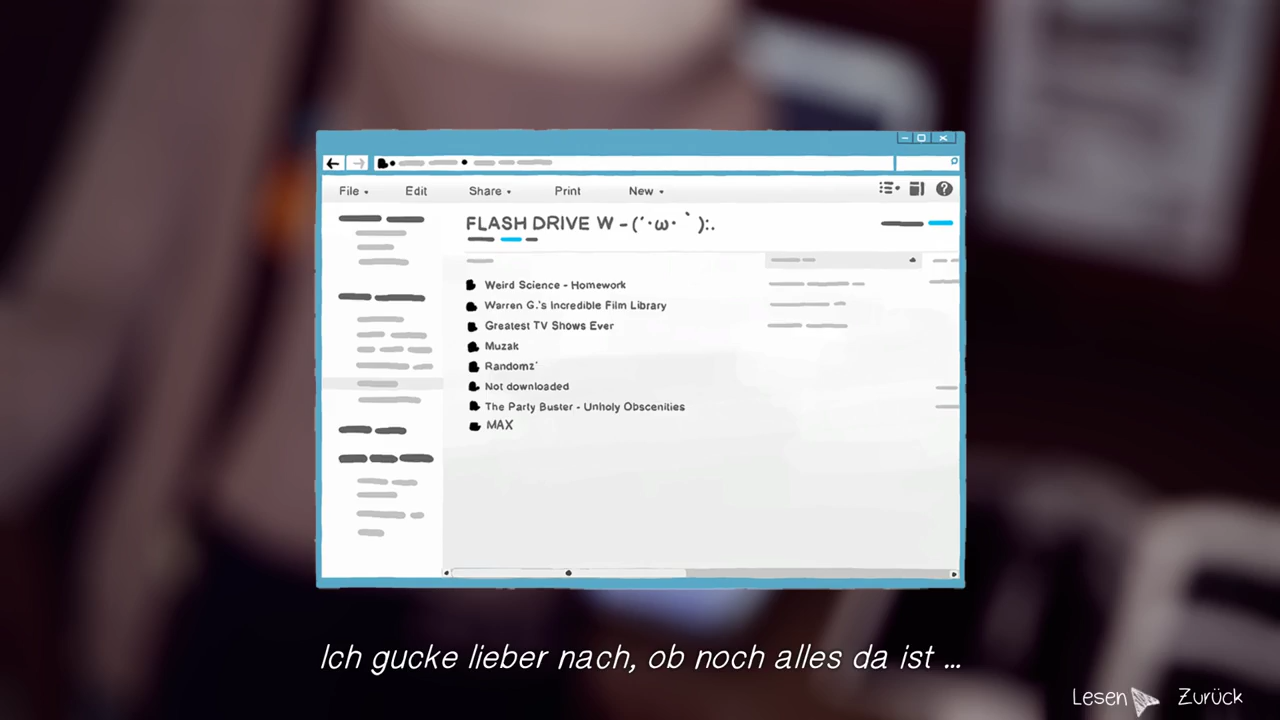 File Edit Share Print New
FLASH DRIVE W -(´·ω·`):.
Weird Science - Homework
Warren G.'s Incredible Film Library
Greatest TV Shows Ever
Muzak
Randomz'
Not downloaded
The Party Buster - Unholy Obscenities
MAX
Ich gucke lieber nach, ob noch alles da ist ...
Lesen Zurück